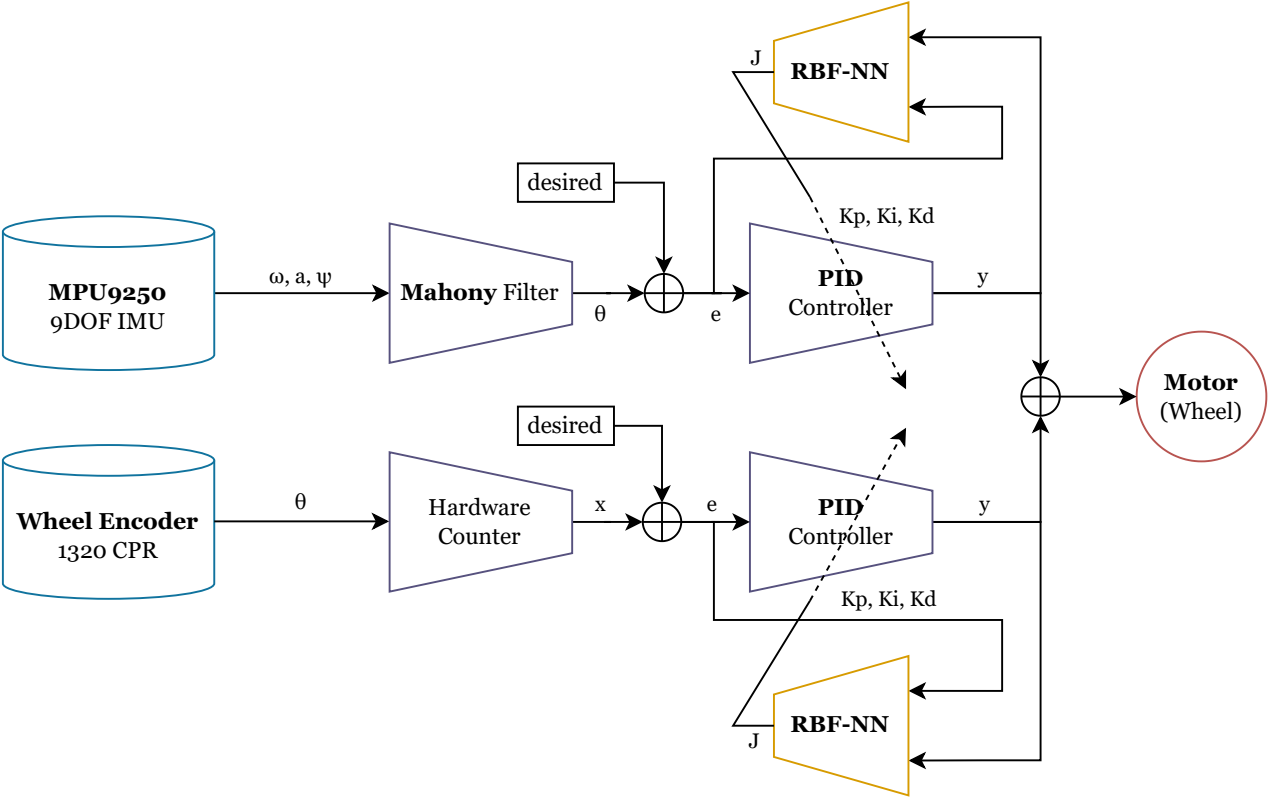 J
RBF-NN
desired
Kp, Ki, Kd
MPU9250
9DOF IMU
ω, a, ψ
Mahony Filter
θ
e
PID
Controller
y
Motor
(Wheel)
desired
Wheel Encoder
1320 CPR
θ
Hardware
Counter
x
e
PID
Controller
y
Kp, Ki, Kd
RBF-NN
J